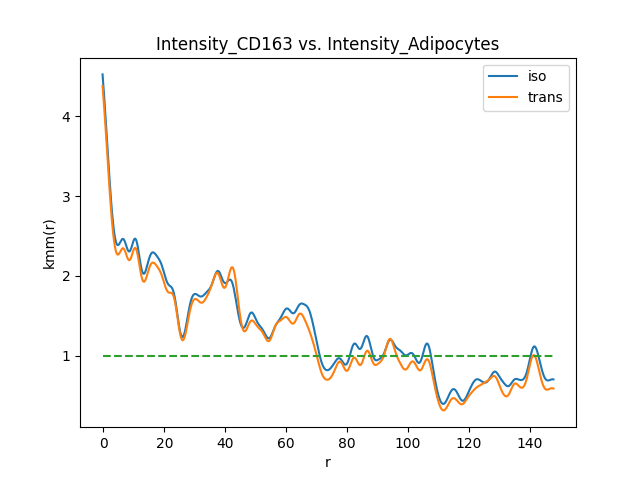 Intensity_CD163 vs. Intensity_Adipocytes
iso
trans
kmm(r)
4
3
2
1
0 20 40 60 80 100 120 140
r